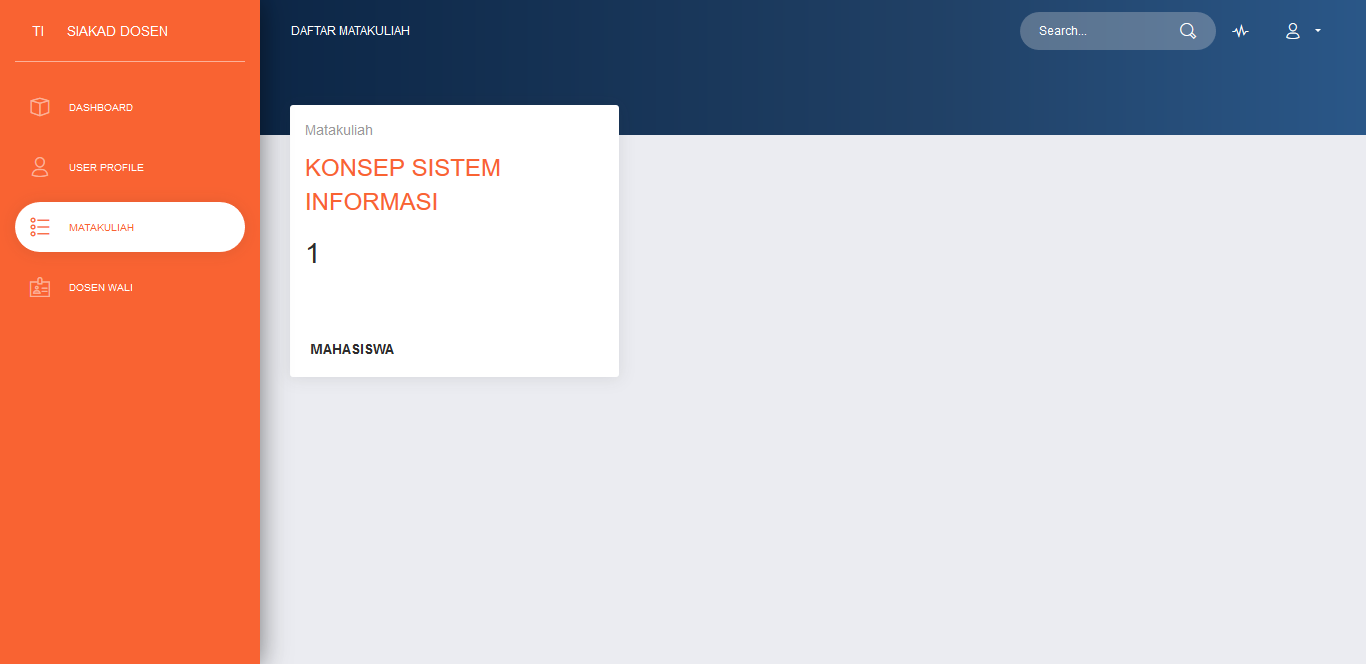 TI SIAKAD DOSEN
DASHBOARD
USER PROFILE
MATAKULIAH
DOSEN WALI
DAFTAR MATAKULIAH
Search...
Matakuliah
KONSEP SISTEM
INFORMASI
1
MAHASISWA